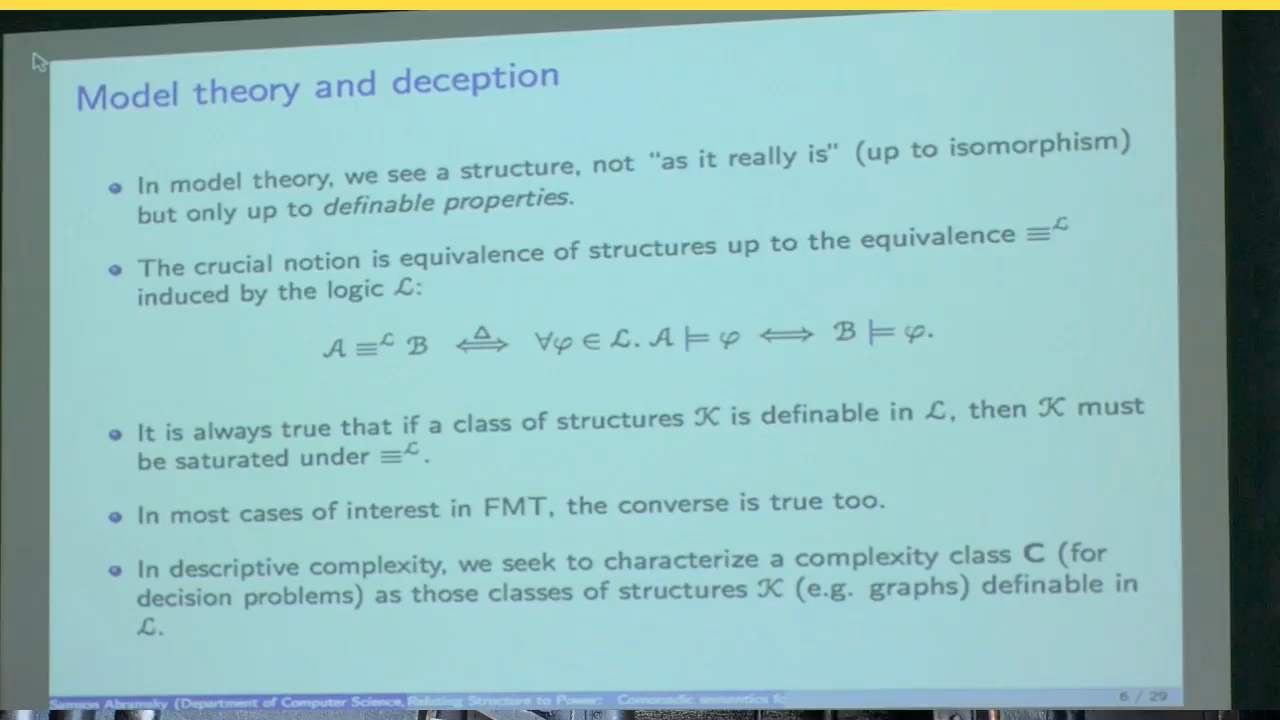 Model theory and deception
In model theory, we see a structure, not "as it really is" (up to isomorphism)
but only up to definable properties.
The crucial notion is equivalence of structures up to the equivalence ≡^ℒ
induced by the logic ℒ:
𝒜 ≡^ℒ ℬ ⟺^Δ ∀φ ∈ ℒ. 𝒜 ⊨ φ ⟺ ℬ ⊨ φ.
It is always true that if a class of structures 𝒦 is definable in ℒ, then 𝒦 must
be saturated under ≡^ℒ.
In most cases of interest in FMT, the converse is true too.
In descriptive complexity, we seek to characterize a complexity class C (for
decision problems) as those classes of structures 𝒦 (e.g. graphs) definable in
ℒ.
Samson Abramsky (Department of Computer Science, Relating Structure to Power: Comonadic semantics fo
6 / 29